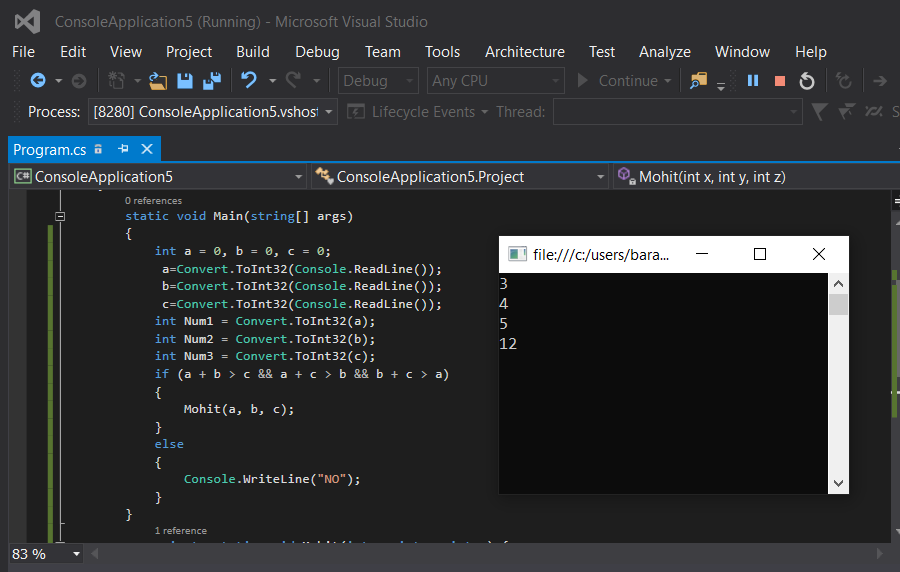 ConsoleApplication5 (Running) - Microsoft Visual Studio
File Edit View Project Build Debug Team Tools Architecture Test Analyze Window Help
Debug Any CPU Continue
Process: [8280] ConsoleApplication5.vshost Lifecycle Events Thread:
Program.cs
C# ConsoleApplication5 ConsoleApplication5.Project Mohit(int x, int y, int z)
0 references
static void Main(string[] args)
{
int a = 0, b = 0, c = 0;
a=Convert.ToInt32(Console.ReadLine());
b=Convert.ToInt32(Console.ReadLine());
c=Convert.ToInt32(Console.ReadLine());
int Num1 = Convert.ToInt32(a);
int Num2 = Convert.ToInt32(b);
int Num3 = Convert.ToInt32(c);
if (a + b > c && a + c > b && b + c > a)
{
Mohit(a, b, c);
}
else
{
Console.WriteLine("NO");
}
}
1 reference
83 %
file:///c:/users/bara...
3
4
5
12